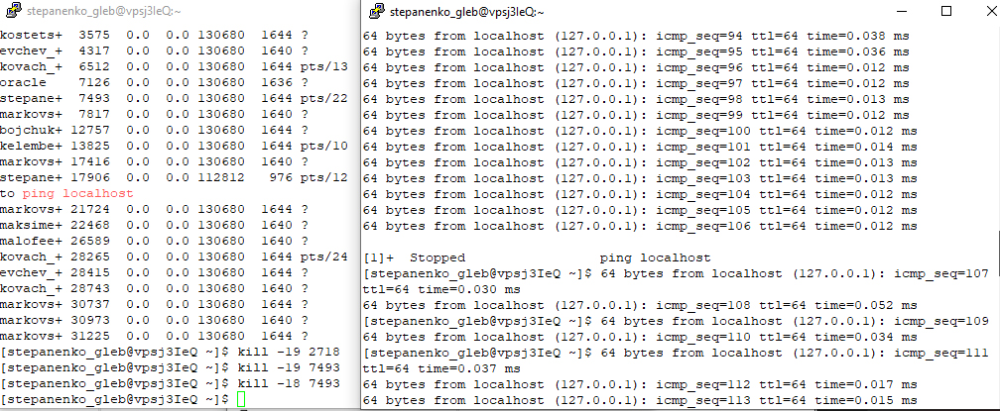 stepanenko_gleb@vpsj3IeQ:~
kostets+ 3575 0.0 0.0 130680 1644 ?
evchev_+ 4317 0.0 0.0 130680 1640 ?
kovach_+ 6512 0.0 0.0 130680 1644 pts/13
oracle 7126 0.0 0.0 130680 1636 ?
stepane+ 7493 0.0 0.0 130680 1644 pts/22
markovs+ 7817 0.0 0.0 130680 1640 ?
bojchuk+ 12757 0.0 0.0 130680 1644 ?
kelembe+ 13825 0.0 0.0 130680 1644 pts/10
markovs+ 17416 0.0 0.0 130680 1640 ?
stepane+ 17906 0.0 0.0 112812 976 pts/12
to ping localhost
markovs+ 21724 0.0 0.0 130680 1644 ?
maksime+ 22468 0.0 0.0 130680 1640 ?
malofee+ 26589 0.0 0.0 130680 1640 ?
kovach_+ 28265 0.0 0.0 130680 1644 pts/24
evchev_+ 28415 0.0 0.0 130680 1644 ?
kovach_+ 28743 0.0 0.0 130680 1640 ?
markovs+ 30737 0.0 0.0 130680 1644 ?
markovs+ 30973 0.0 0.0 130680 1640 ?
markovs+ 31225 0.0 0.0 130680 1644 ?
[stepanenko_gleb@vpsj3IeQ ~]$ kill -19 2718
[stepanenko_gleb@vpsj3IeQ ~]$ kill -19 7493
[stepanenko_gleb@vpsj3IeQ ~]$ kill -18 7493
[stepanenko_gleb@vpsj3IeQ ~]$
stepanenko_gleb@vpsj3IeQ:~
64 bytes from localhost (127.0.0.1): icmp_seq=94 ttl=64 time=0.038 ms
64 bytes from localhost (127.0.0.1): icmp_seq=95 ttl=64 time=0.036 ms
64 bytes from localhost (127.0.0.1): icmp_seq=96 ttl=64 time=0.012 ms
64 bytes from localhost (127.0.0.1): icmp_seq=97 ttl=64 time=0.012 ms
64 bytes from localhost (127.0.0.1): icmp_seq=98 ttl=64 time=0.013 ms
64 bytes from localhost (127.0.0.1): icmp_seq=99 ttl=64 time=0.012 ms
64 bytes from localhost (127.0.0.1): icmp_seq=100 ttl=64 time=0.012 ms
64 bytes from localhost (127.0.0.1): icmp_seq=101 ttl=64 time=0.014 ms
64 bytes from localhost (127.0.0.1): icmp_seq=102 ttl=64 time=0.013 ms
64 bytes from localhost (127.0.0.1): icmp_seq=103 ttl=64 time=0.013 ms
64 bytes from localhost (127.0.0.1): icmp_seq=104 ttl=64 time=0.012 ms
64 bytes from localhost (127.0.0.1): icmp_seq=105 ttl=64 time=0.012 ms
64 bytes from localhost (127.0.0.1): icmp_seq=106 ttl=64 time=0.012 ms
[1]+ Stopped ping localhost
[stepanenko_gleb@vpsj3IeQ ~]$ 64 bytes from localhost (127.0.0.1): icmp_seq=107
ttl=64 time=0.030 ms
64 bytes from localhost (127.0.0.1): icmp_seq=108 ttl=64 time=0.052 ms
[stepanenko_gleb@vpsj3IeQ ~]$ 64 bytes from localhost (127.0.0.1): icmp_seq=109
64 bytes from localhost (127.0.0.1): icmp_seq=110 ttl=64 time=0.034 ms
[stepanenko_gleb@vpsj3IeQ ~]$ 64 bytes from localhost (127.0.0.1): icmp_seq=111
ttl=64 time=0.037 ms
64 bytes from localhost (127.0.0.1): icmp_seq=112 ttl=64 time=0.017 ms
64 bytes from localhost (127.0.0.1): icmp_seq=113 ttl=64 time=0.015 ms